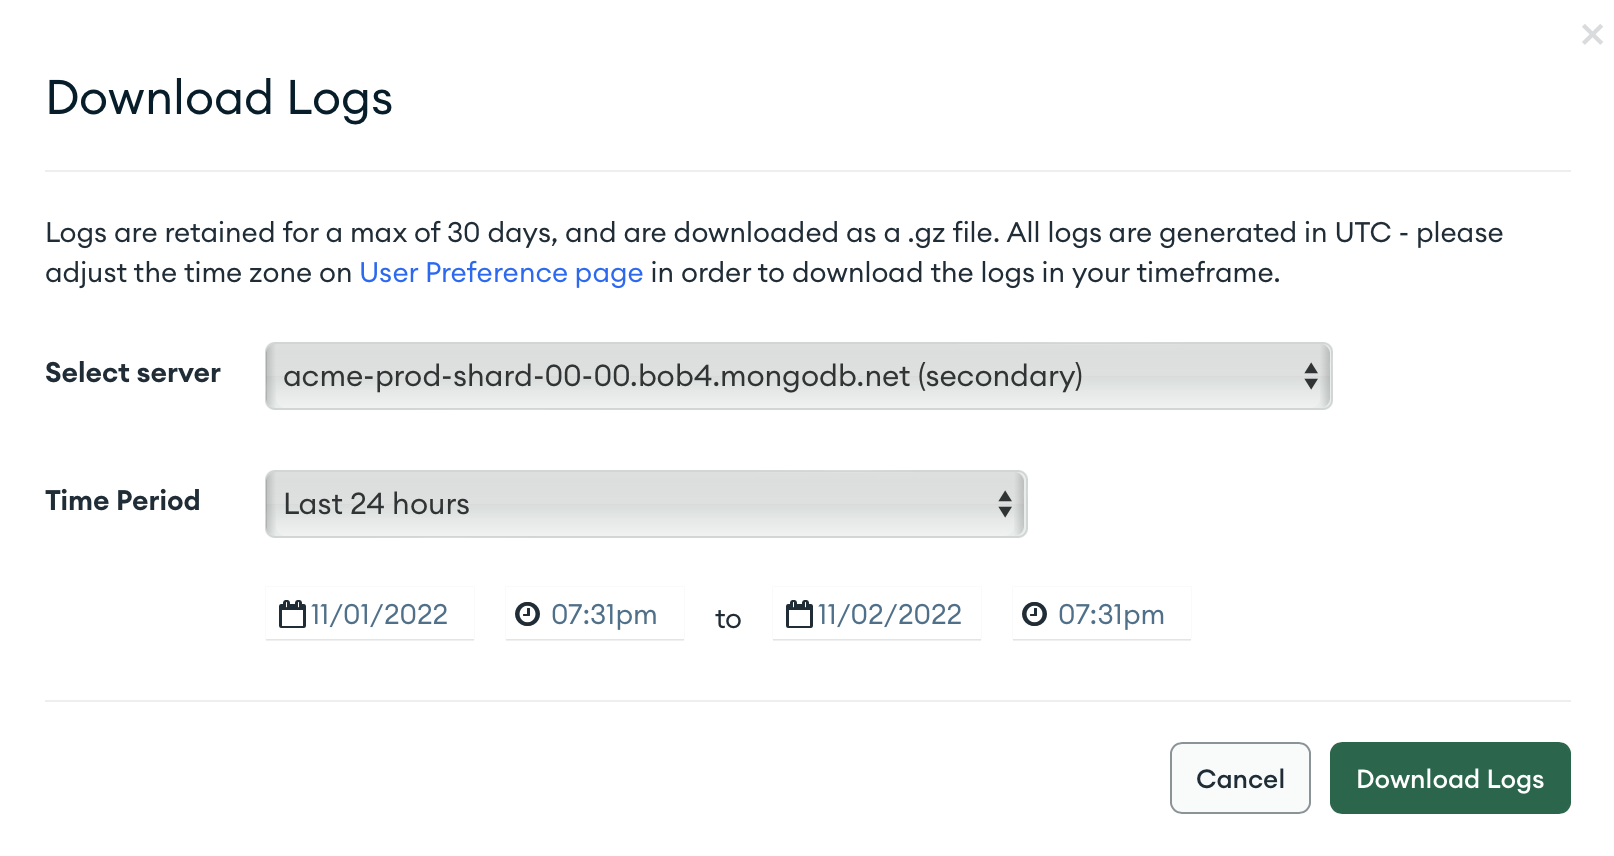 Download Logs
Logs are retained for a max of 30 days, and are downloaded as a .gz file. All logs are generated in UTC - please
adjust the time zone on User Preference page in order to download the logs in your timeframe.
Select server acme-prod-shard-00-00.bob4.mongodb.net (secondary)
Time Period Last 24 hours
11/01/2022 07:31pm to 11/02/2022 07:31pm
Cancel Download Logs